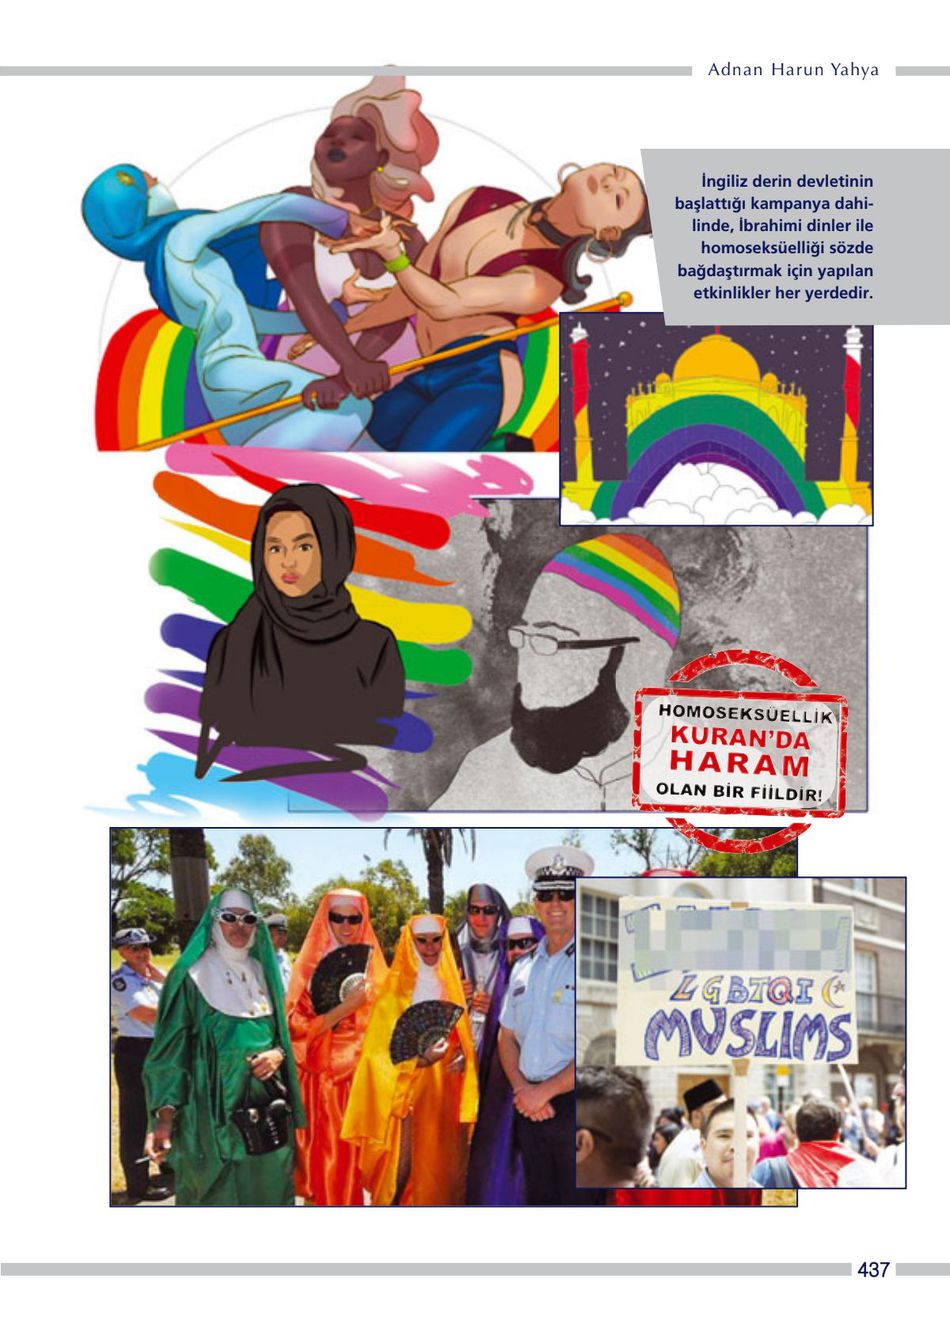 Adnan Harun Yahya
İngiliz derin devletinin
başlattığı kampanya dahi-
linde, İbrahimi dinler ile
homoseksüelliği sözde
bağdaştırmak için yapılan
etkinlikler her yerdedir.
HOMOSEKSÜELLİK
KURAN'DA
HARAM
OLAN BİR FİİLDİR!
LGBTQI
MUSLIMS
437